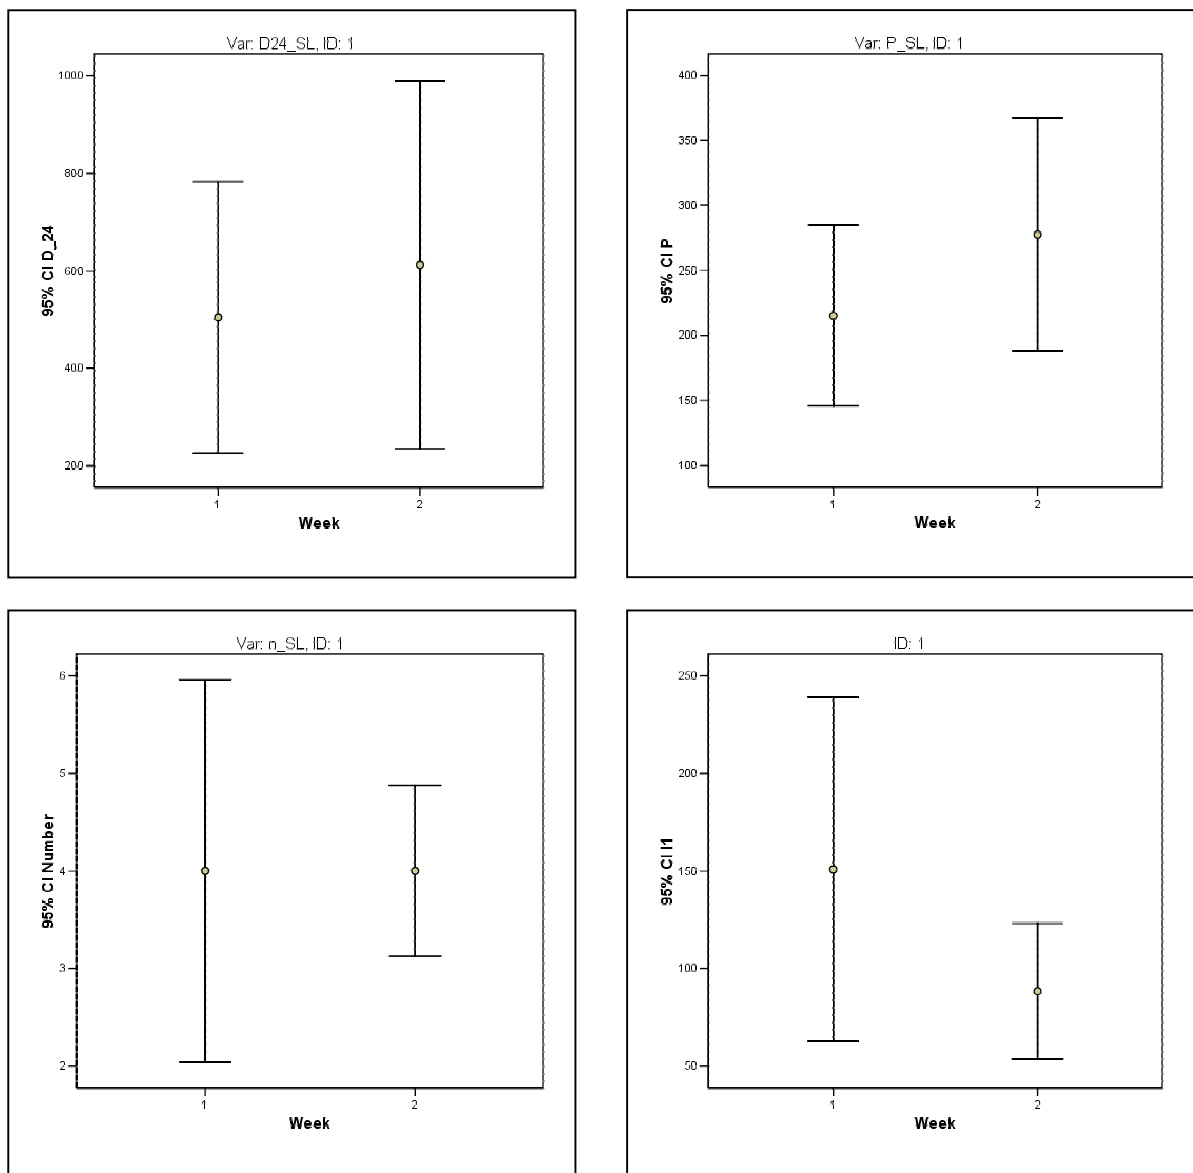 Var: D24_SL, ID: 1
95% CI D_24
1000
800
600
400
200
1
2
Week
Var: P_SL, ID: 1
95% CI P
400
350
300
250
200
150
100
1
2
Week
Var: n_SL, ID: 1
95% CI Number
6
5
4
3
2
1
2
Week
ID: 1
95% CI I1
250
200
150
100
50
1
2
Week